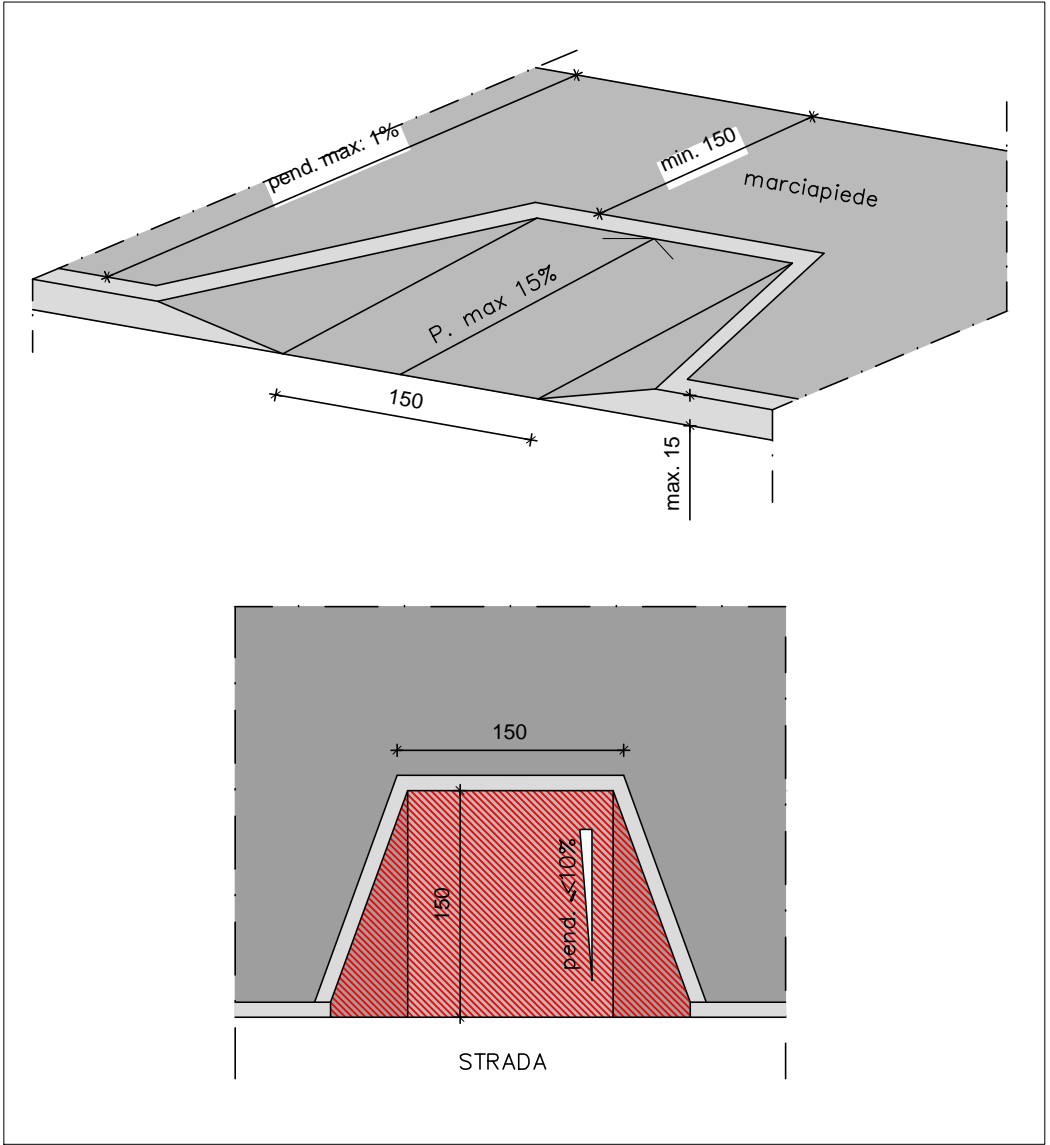 pend. max: 1%
min. 150
marciapiede
P. max 15%
150
max. 15
150
150
pend. ≤10%
STRADA